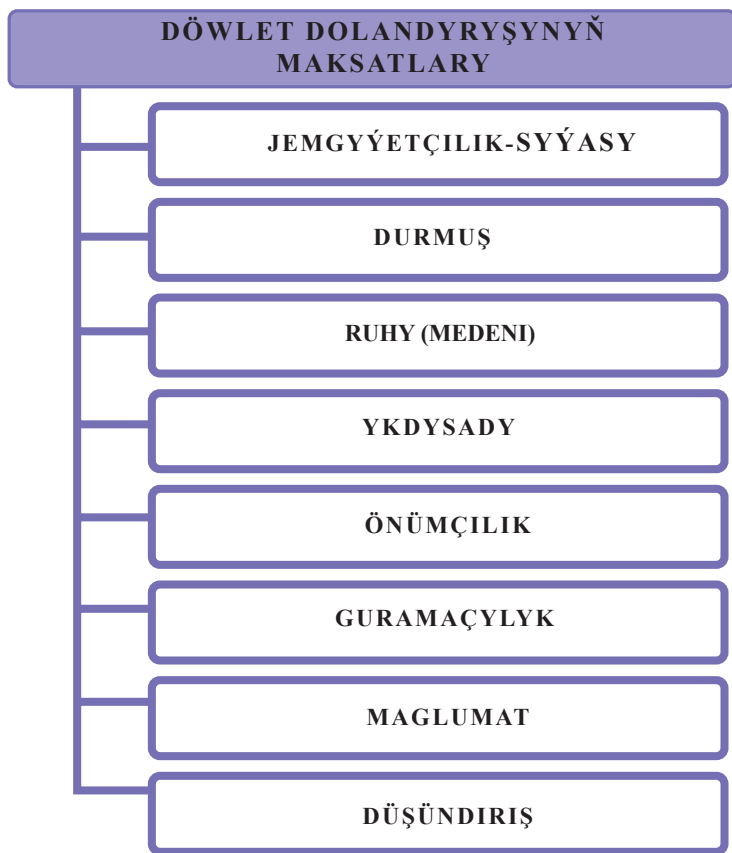 DÖWLET DOLANDYRYŞYNYŇ
MAKSATLARY
JEMGYÝETÇILIK-SYÝASY
DURMUŞ
RUHY (MEDENI)
YKDYSADY
ÖNÜMÇILIK
GURAMAÇYLYK
MAGLUMAT
DÜŞÜNDIRIŞ